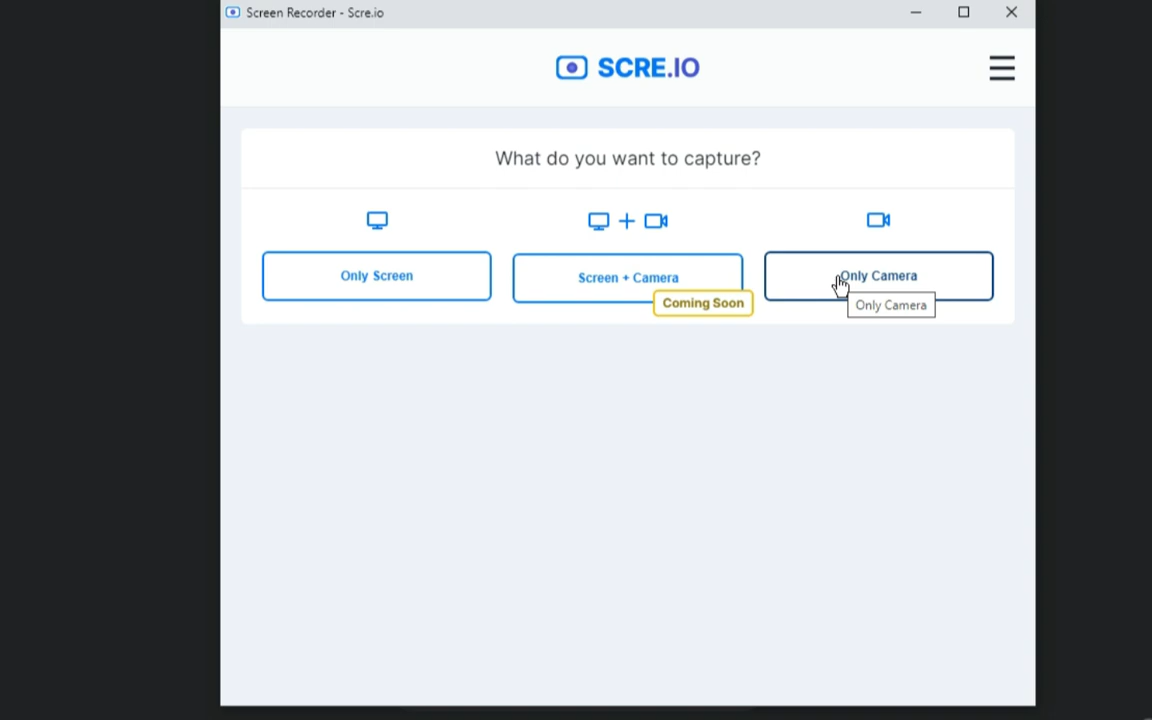 Screen Recorder - Scre.io
SCRE.IO
What do you want to capture?
Only Screen
Screen + Camera
Only Camera
Coming Soon
Only Camera